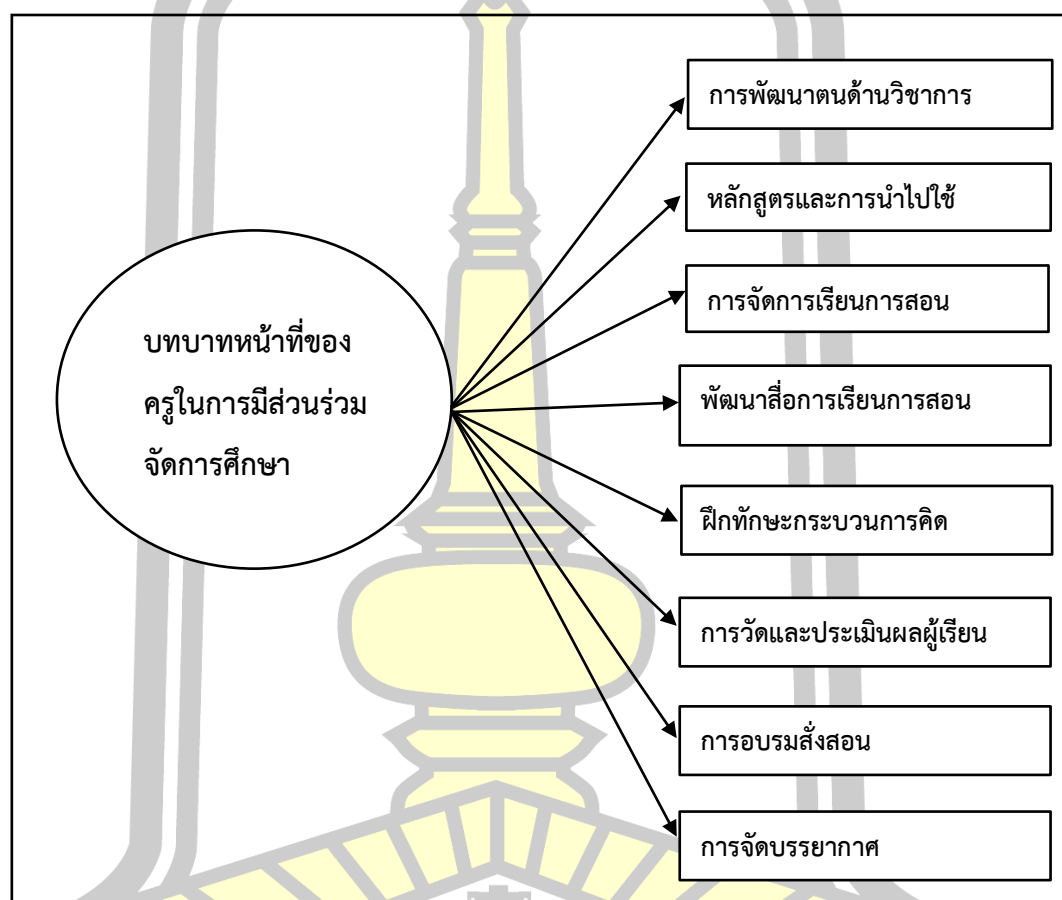 บทบาทหน้าที่ของ
ครูในการมีส่วนร่วม
จัดการศึกษา
การพัฒนาตนด้านวิชาการ
หลักสูตรและการนำไปใช้
การจัดการเรียนการสอน
พัฒนาสื่อการเรียนการสอน
ฝึกทักษะกระบวนการคิด
การวัดและประเมินผลผู้เรียน
การอบรมสั่งสอน
การจัดบรรยากาศ